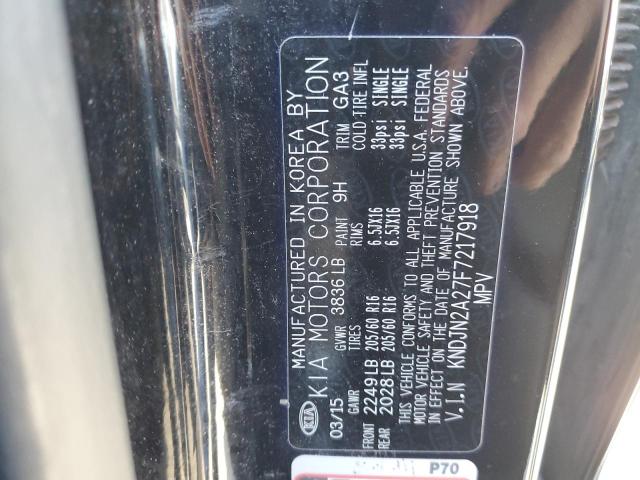 MANUFACTURED IN KOREA BY
KIA KIA MOTORS CORPORATION
03/15 GVWR 3836LB PAINT 9H TRIM GA3
GAWR TIRES RIMS COLD TIRE INFL
FRONT 2249LB 205/60 R16 6.5JX16 33psi SINGLE
REAR 2028LB 205/60 R16 6.5JX16 33psi SINGLE
THIS VEHICLE CONFORMS TO ALL APPLICABLE U.S.A. FEDERAL
MOTOR VEHICLE SAFETY AND THEFT PREVENTION STANDARDS
IN EFFECT ON THE DATE OF MANUFACTURE SHOWN ABOVE.
V.I.N KNDJN2A27F7217918
MPV
P70